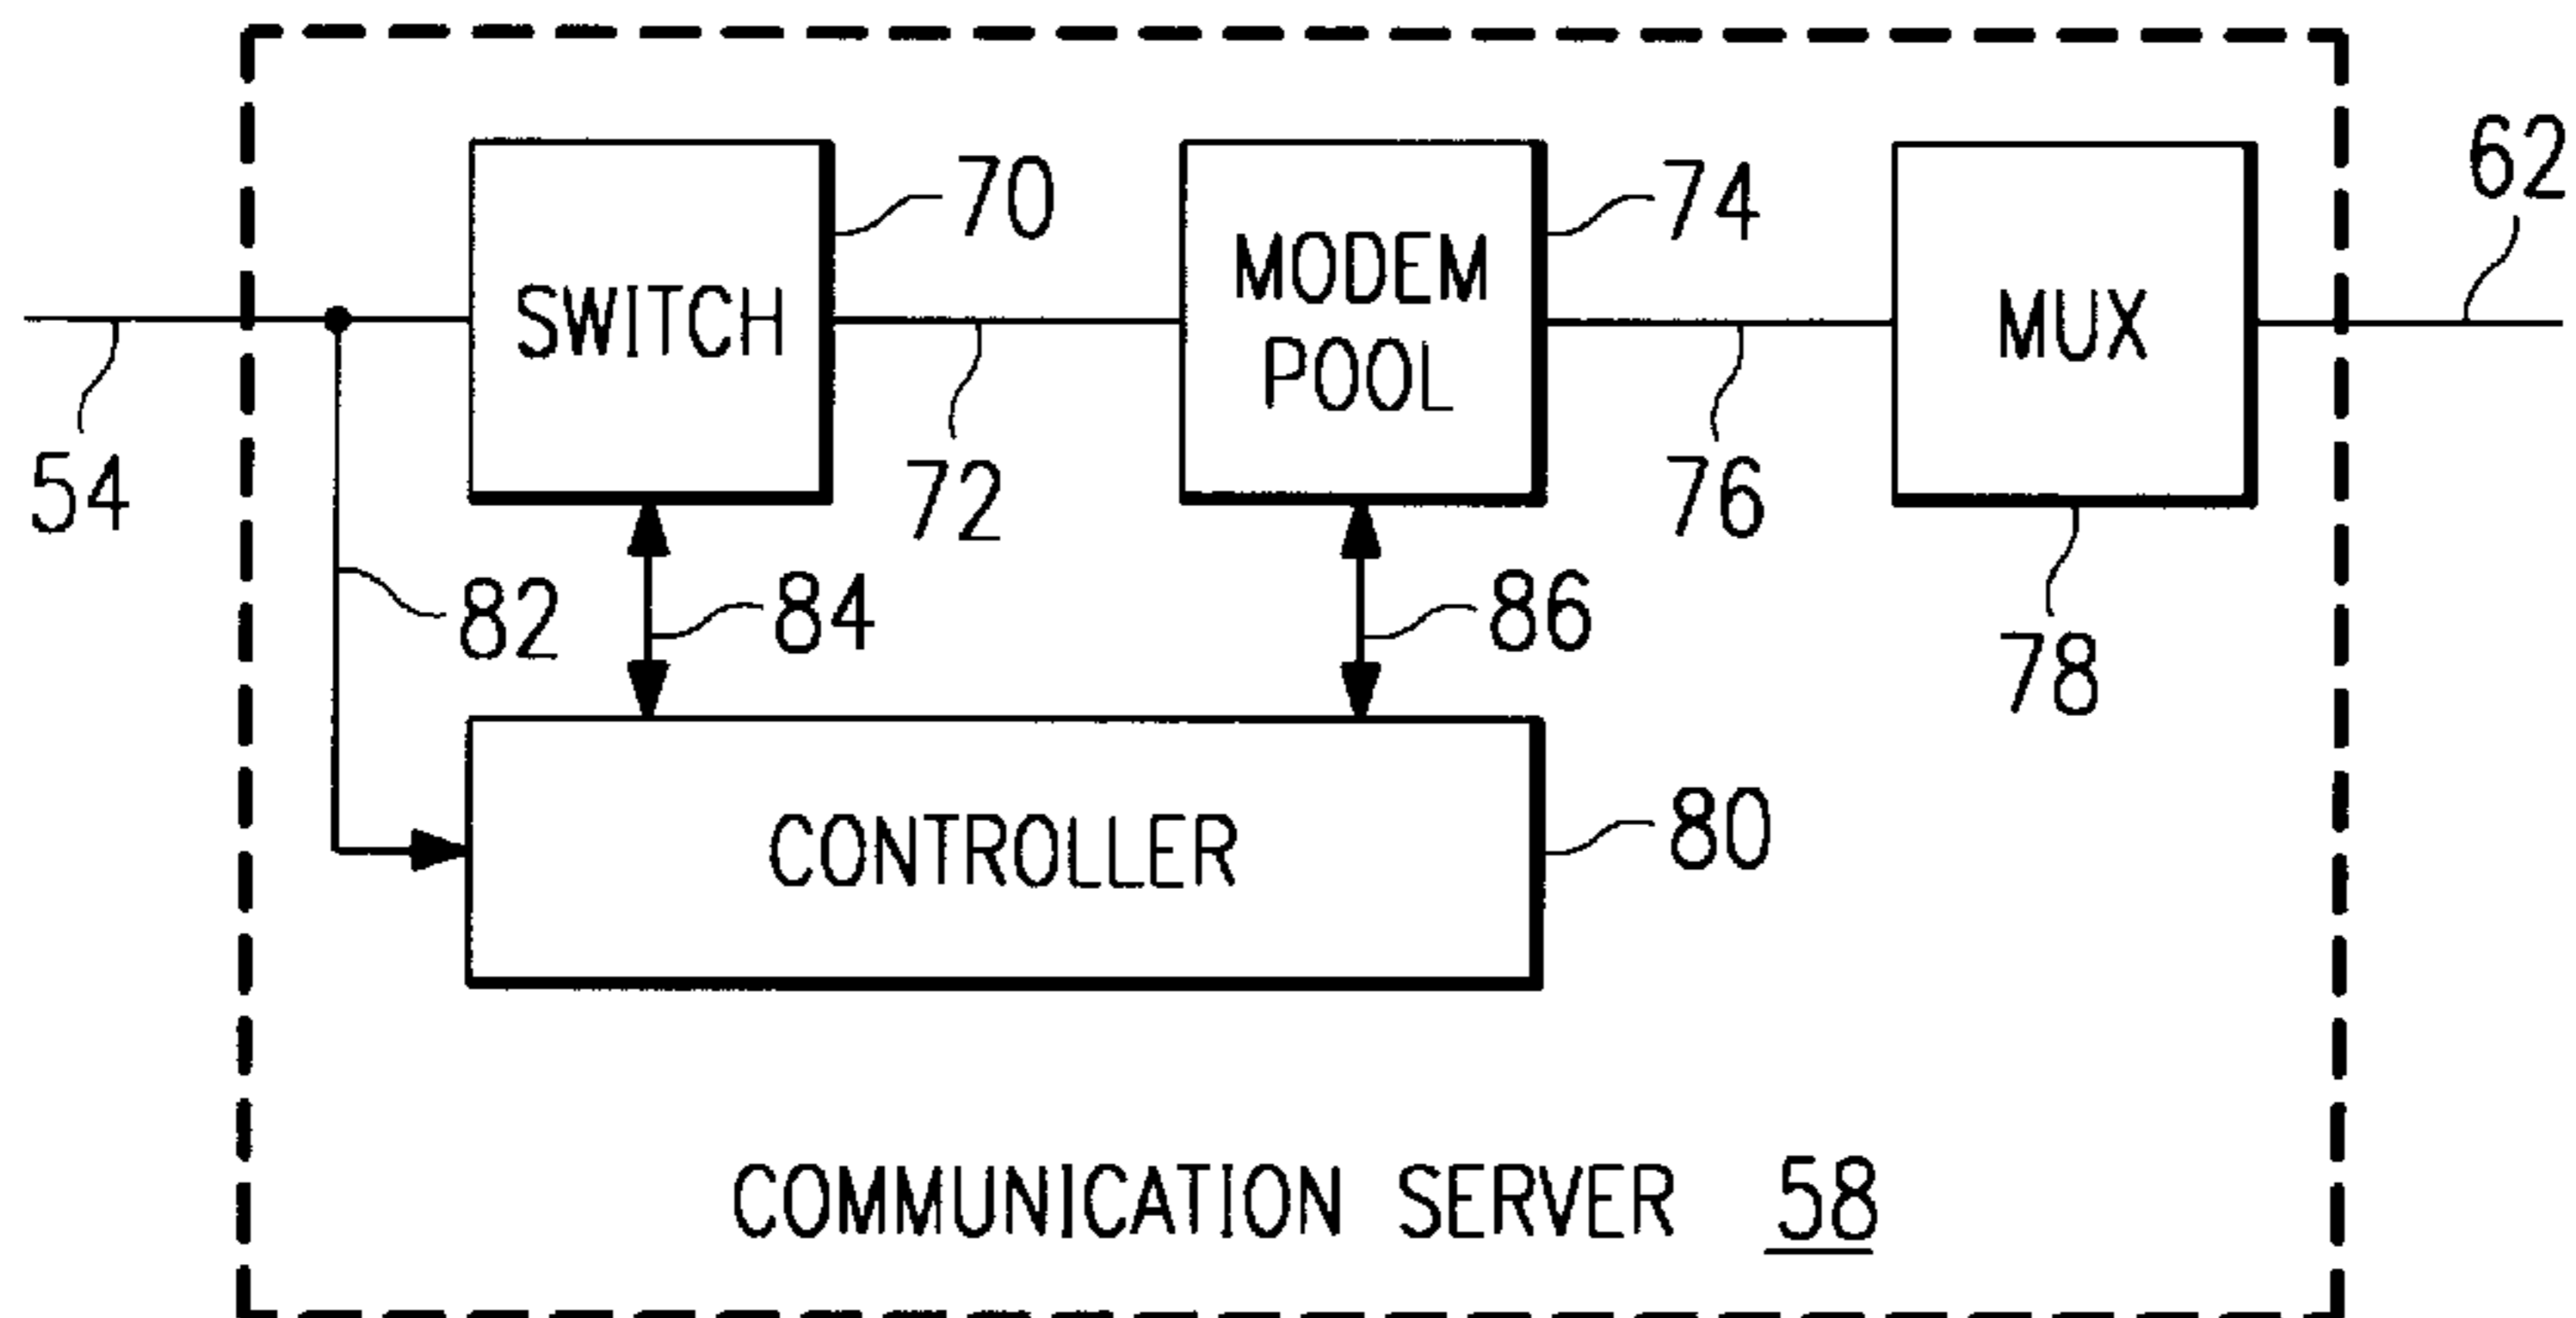 62
70
74
SWITCH
MODEM
POOL
MUX
54
72
76
82
84
86
78
CONTROLLER
80
COMMUNICATION SERVER 58